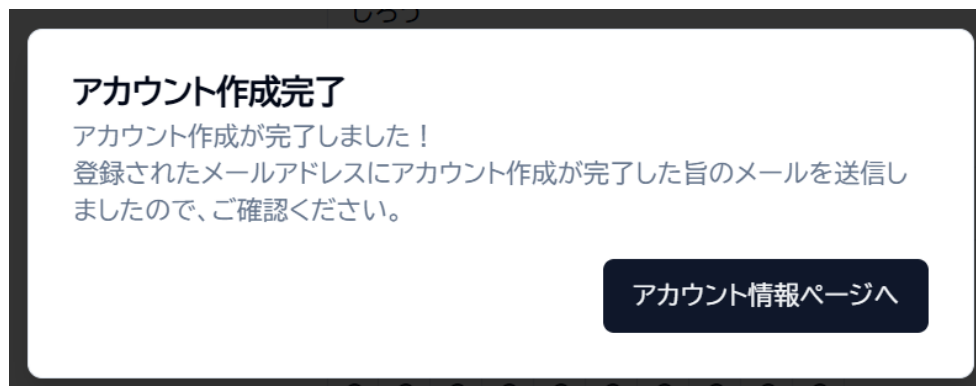 しろう
アカウント作成完了
アカウント作成が完了しました！
登録されたメールアドレスにアカウント作成が完了した旨のメールを送信し
ましたので、ご確認ください。
アカウント情報ページへ